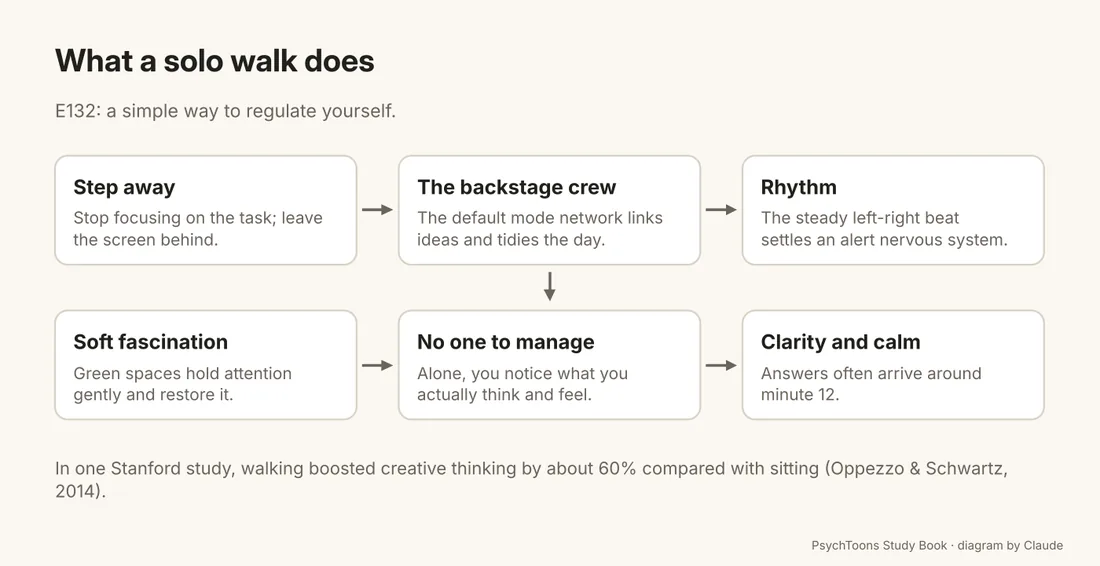 What a solo walk does
E132: a simple way to regulate yourself.
Step away
Stop focusing on the task; leave
the screen behind.
The backstage crew
The default mode network links
ideas and tidies the day.
Rhythm
The steady left-right beat
settles an alert nervous system.
Soft fascination
Green spaces hold attention
gently and restore it.
No one to manage
Alone, you notice what you
actually think and feel.
Clarity and calm
Answers often arrive around
minute 12.
In one Stanford study, walking boosted creative thinking by about 60% compared with sitting (Oppezzo & Schwartz,
2014).
PsychToons Study Book · diagram by Claude